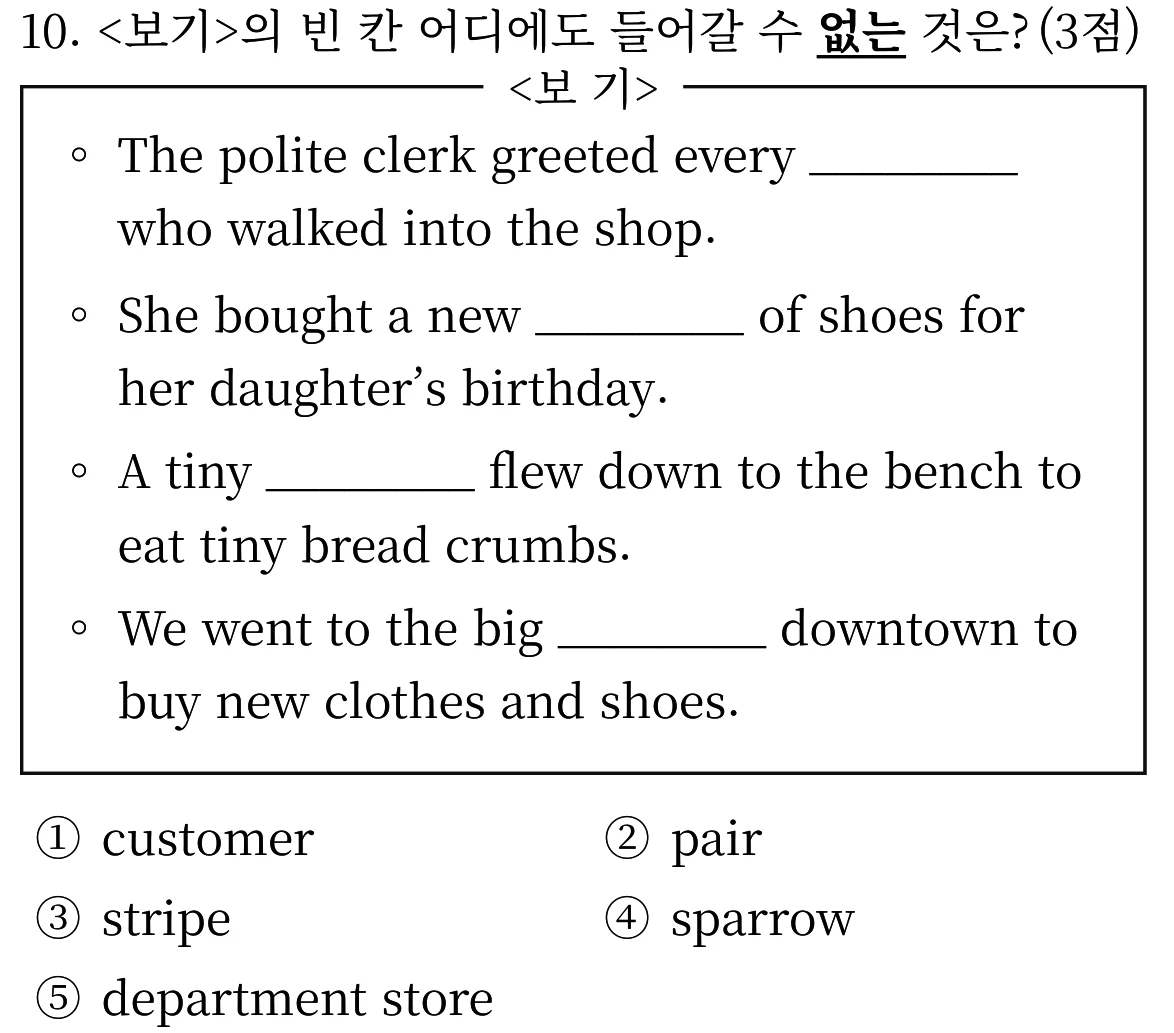 10. <보기>의 빈 칸 어디에도 들어갈 수 없는 것은?(3점)
<보 기>
◦ The polite clerk greeted every ________
who walked into the shop.
◦ She bought a new ________ of shoes for
her daughter’s birthday.
◦ A tiny ________ flew down to the bench to
eat tiny bread crumbs.
◦ We went to the big ________ downtown to
buy new clothes and shoes.
① customer ② pair
③ stripe ④ sparrow
⑤ department store